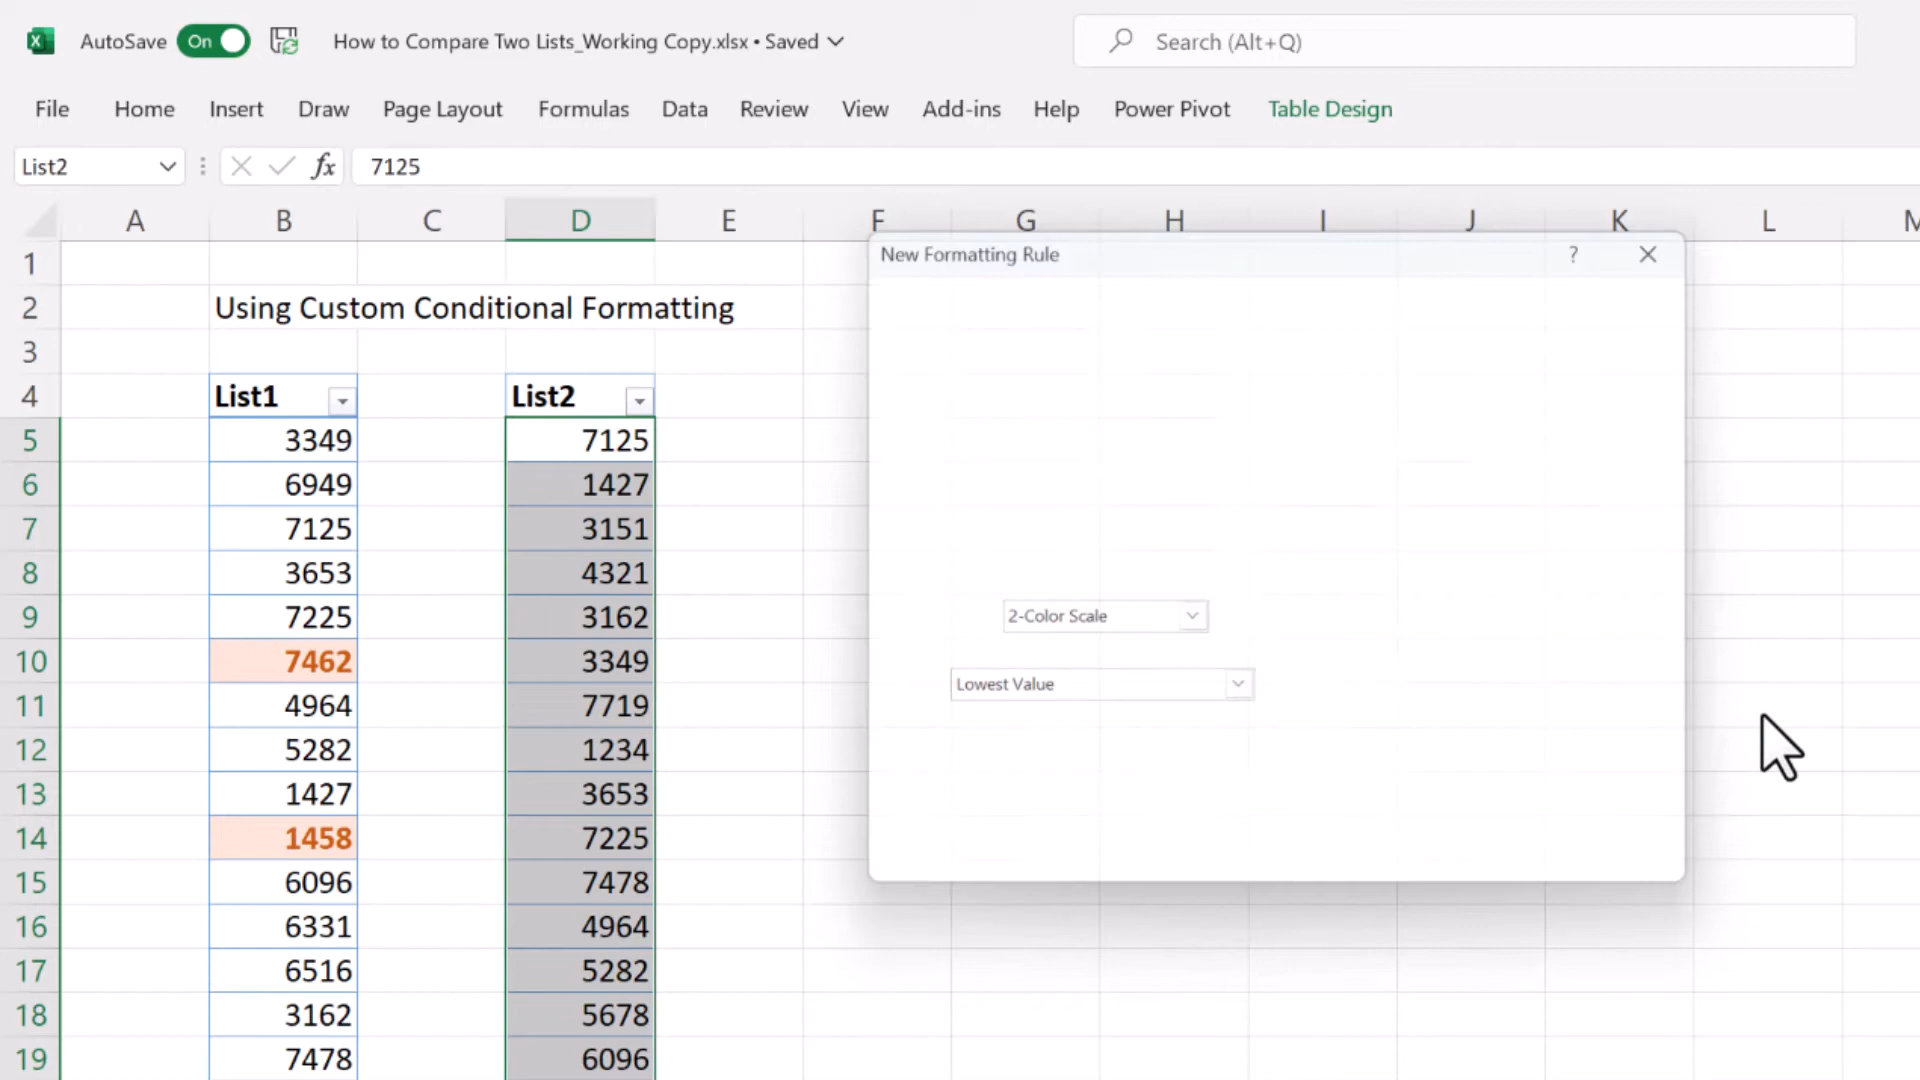 AutoSave On How to Compare Two Lists_Working Copy.xlsx • Saved Search (Alt+Q)
File Home Insert Draw Page Layout Formulas Data Review View Add-ins Help Power Pivot Table Design
List2 fx 7125
A B C D E F G H I J K L M
New Formatting Rule ?
1
2 Using Custom Conditional Formatting
3
4 List1 List2
5 3349 7125
6 6949 1427
7 7125 3151
8 3653 4321
9 7225 3162
2-Color Scale
10 7462 3349
Lowest Value
11 4964 7719
12 5282 1234
13 1427 3653
14 1458 7225
15 6096 7478
16 6331 4964
17 6516 5282
18 3162 5678
19 7478 6096